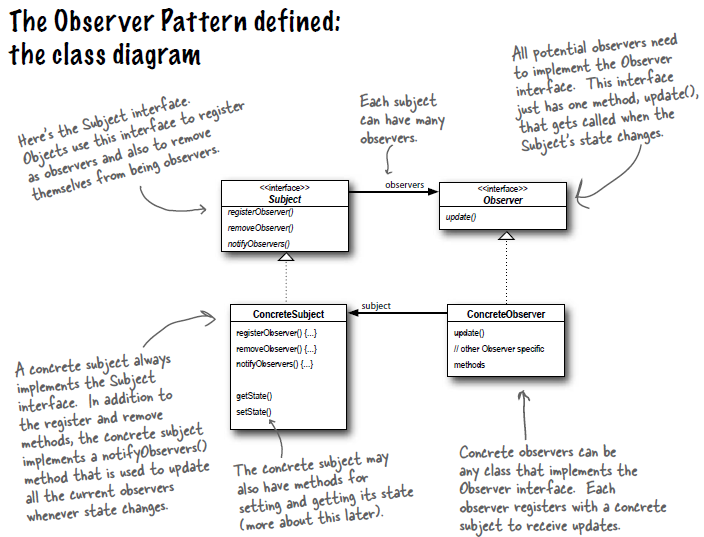 The Observer Pattern defined:
the class diagram
All potential observers need
to implement the Observer
interface. This interface
just has one method, update(),
that gets called when the
Subject's state changes.
Here's the Subject interface.
Objects use this interface to register
as observers and also to remove
themselves from being observers.
Each subject
can have many
observers.
<<interface>>
Subject
registerObserver()
removeObserver()
notifyObservers()
observers
<<interface>>
Observer
update()
ConcreteSubject
registerObserver() {...}
removeObserver() {...}
notifyObservers() {...}
getState()
setState()
subject
ConcreteObserver
update()
// other Observer specific
methods
A concrete subject always
implements the Subject
interface. In addition to
the register and remove
methods, the concrete subject
implements a notifyObservers()
method that is used to update
all the current observers
whenever state changes.
The concrete subject may
also have methods for
setting and getting its state
(more about this later).
Concrete observers can be
any class that implements the
Observer interface. Each
observer registers with a concrete
subject to receive updates.